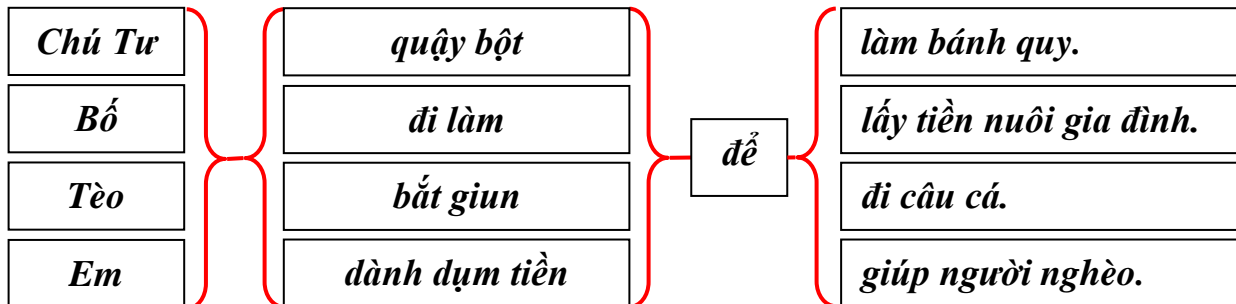 Chú Tư quậy bột làm bánh quy.
Bố đi làm lấy tiền nuôi gia đình.
để
Tèo bắt giun đi câu cá.
Em dành dụm tiền giúp người nghèo.